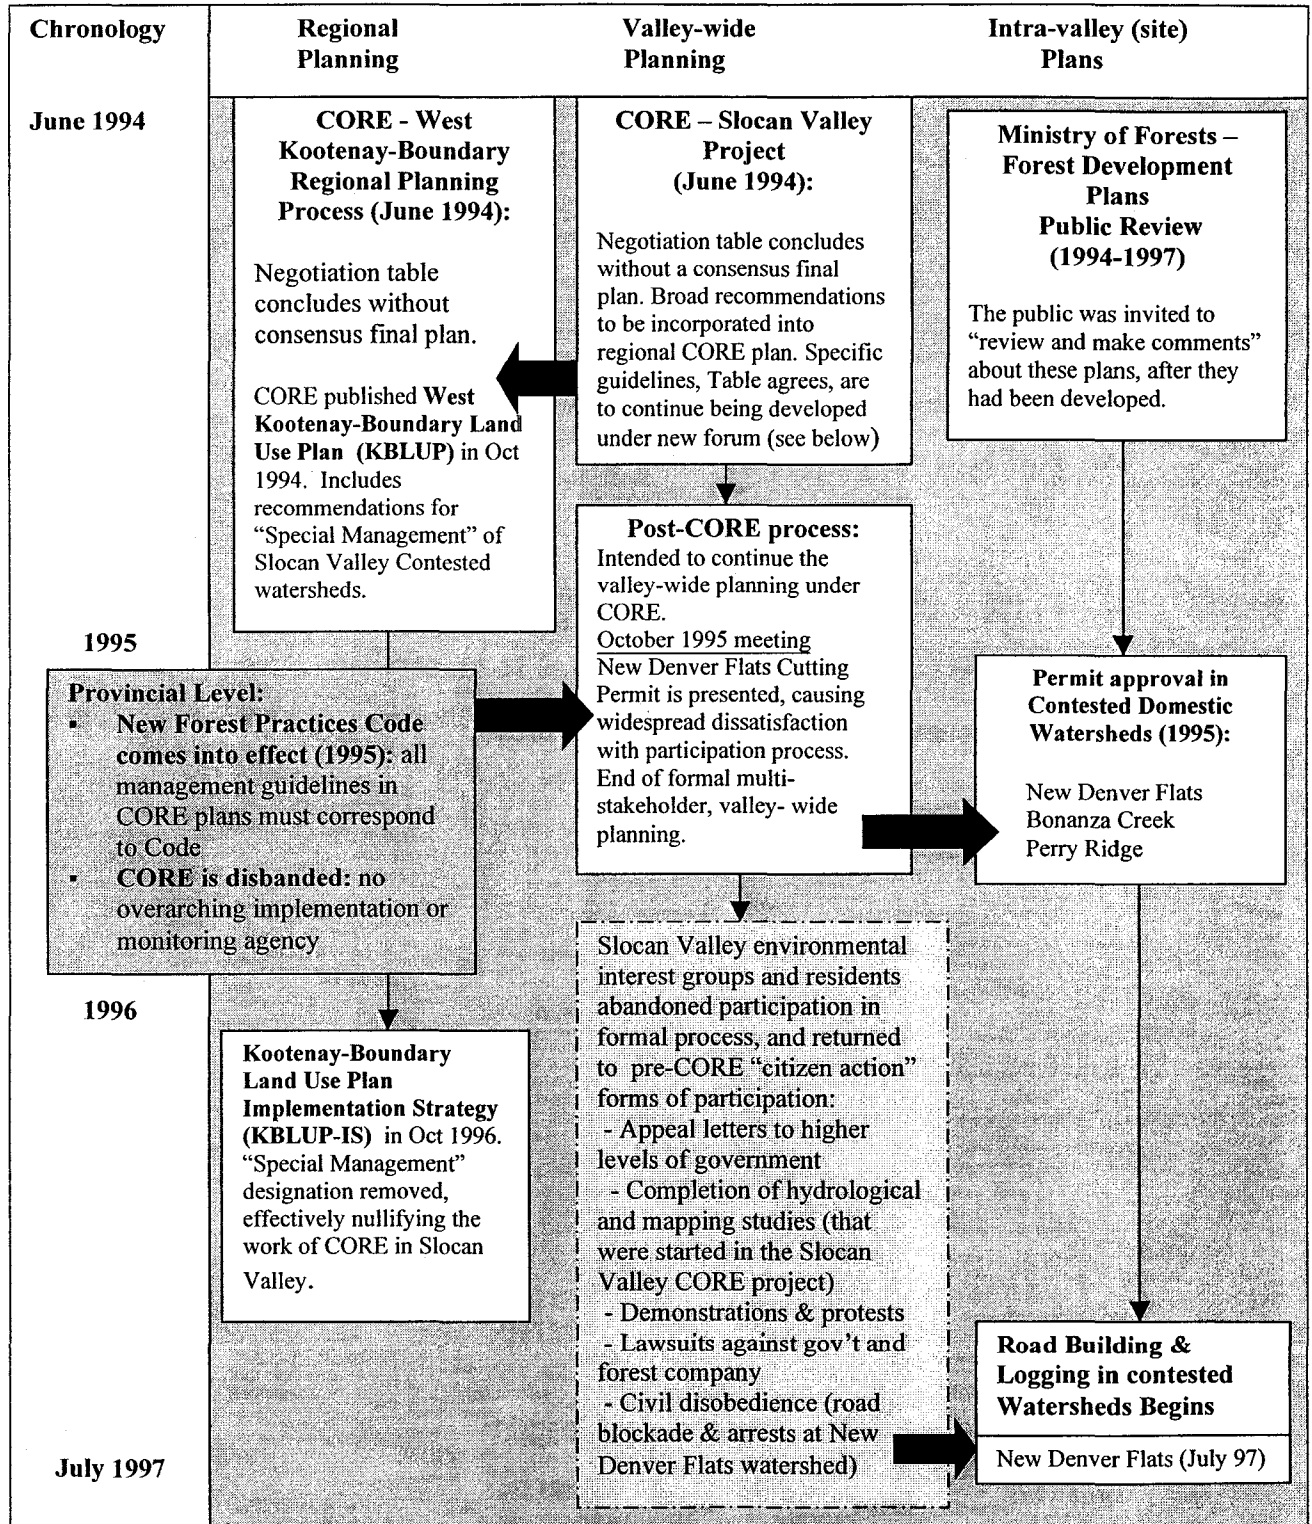 Chronology
Regional
Planning
Valley-wide
Planning
Intra-valley (site)
Plans
June 1994
CORE - West
Kootenay-Boundary
Regional Planning
Process (June 1994):
Negotiation table
concludes without
consensus final plan.
CORE published West
Kootenay-Boundary Land
Use Plan (KBLUP) in Oct
1994. Includes
recommendations for
“Special Management” of
Slocan Valley Contested
watersheds.
CORE – Slocan Valley
Project
(June 1994):
Negotiation table concludes
without a consensus final
plan. Broad recommendations
to be incorporated into
regional CORE plan. Specific
guidelines, Table agrees, are
to continue being developed
under new forum (see below)
Ministry of Forests –
Forest Development
Plans
Public Review
(1994-1997)
The public was invited to
“review and make comments”
about these plans, after they
had been developed.
Post-CORE process:
Intended to continue the
valley-wide planning under
CORE.
October 1995 meeting
New Denver Flats Cutting
Permit is presented, causing
widespread dissatisfaction
with participation process.
End of formal multi-
stakeholder, valley- wide
planning.
1995
Provincial Level:
▪ New Forest Practices Code
comes into effect (1995): all
management guidelines in
CORE plans must correspond
to Code
▪ CORE is disbanded: no
overarching implementation or
monitoring agency
Permit approval in
Contested Domestic
Watersheds (1995):
New Denver Flats
Bonanza Creek
Perry Ridge
1996
Kootenay-Boundary
Land Use Plan
Implementation Strategy
(KBLUP-IS) in Oct 1996.
“Special Management”
designation removed,
effectively nullifying the
work of CORE in Slocan
Valley.
Slocan Valley environmental
interest groups and residents
abandoned participation in
formal process, and returned
to pre-CORE “citizen action”
forms of participation:
- Appeal letters to higher
levels of government
- Completion of hydrological
and mapping studies (that
were started in the Slocan
Valley CORE project)
- Demonstrations & protests
- Lawsuits against gov't and
forest company
- Civil disobedience (road
blockade & arrests at New
Denver Flats watershed)
Road Building &
Logging in contested
Watersheds Begins
New Denver Flats (July 97)
July 1997